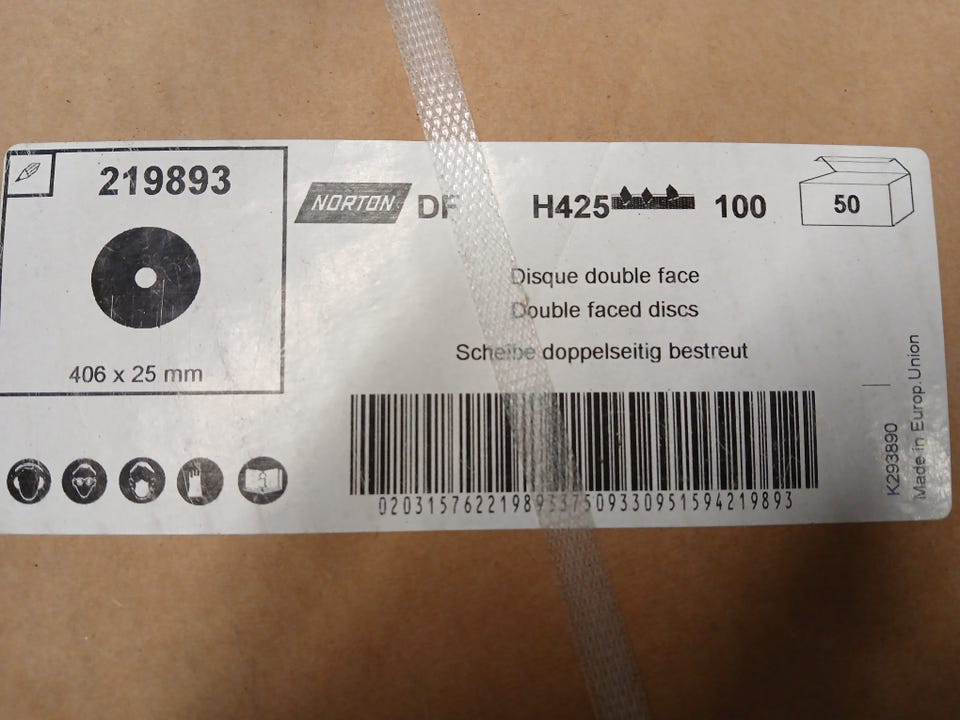 219893
406 x 25 mm
NORTON DF H425 100
50
Disque double face
Double faced discs
Scheibe doppelseitig bestreut
K293890
Made in Europ.Union